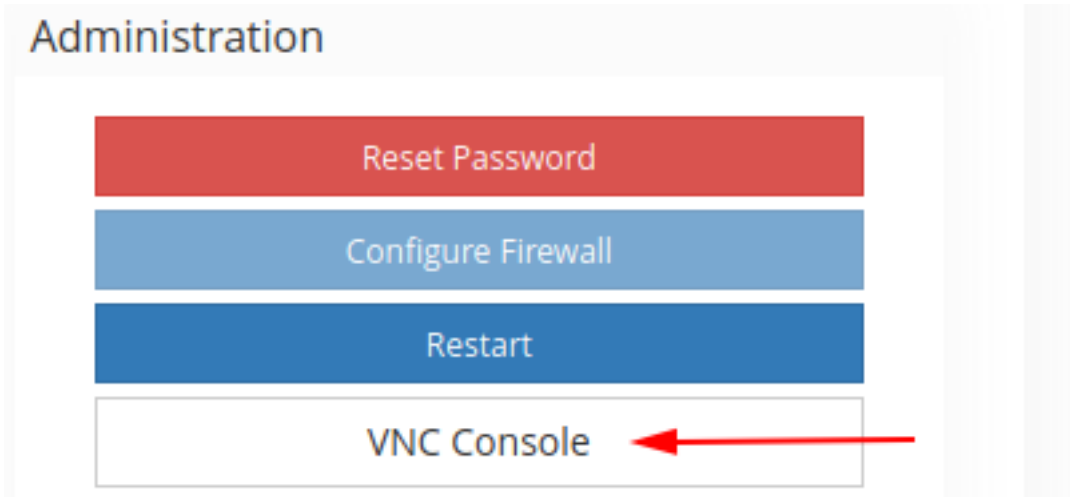 Administration
Reset Password
Configure Firewall
Restart
VNC Console